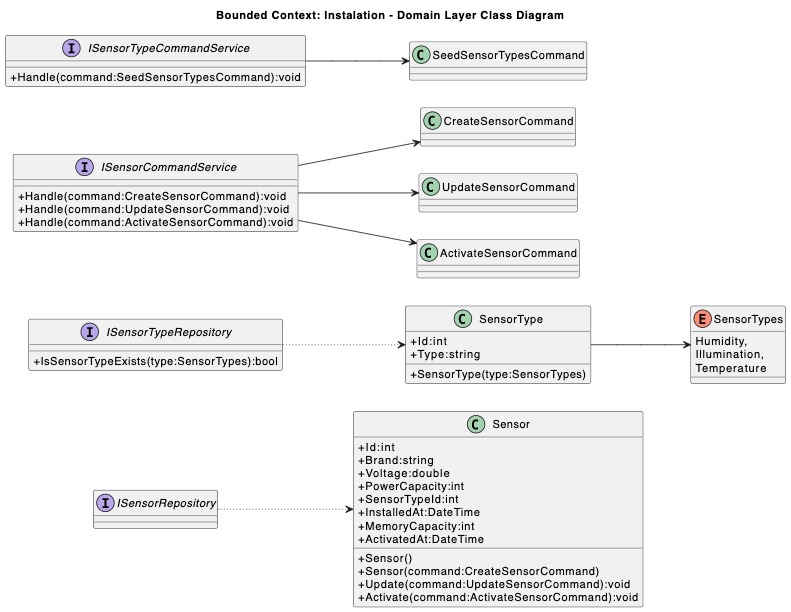 Bounded Context: Instalation - Domain Layer Class Diagram
I ISensorTypeCommandService
+Handle(command:SeedSensorTypesCommand):void
C SeedSensorTypesCommand
C CreateSensorCommand
I ISensorCommandService
+Handle(command:CreateSensorCommand):void
+Handle(command:UpdateSensorCommand):void
+Handle(command:ActivateSensorCommand):void
C UpdateSensorCommand
C ActivateSensorCommand
I ISensorTypeRepository
+IsSensorTypeExists(type:SensorTypes):bool
C SensorType
+Id:int
+Type:string
+SensorType(type:SensorTypes)
E SensorTypes
Humidity,
Illumination,
Temperature
I ISensorRepository
C Sensor
+Id:int
+Brand:string
+Voltage:double
+PowerCapacity:int
+SensorTypeId:int
+InstalledAt:DateTime
+MemoryCapacity:int
+ActivatedAt:DateTime
+Sensor()
+Sensor(command:CreateSensorCommand)
+Update(command:UpdateSensorCommand):void
+Activate(command:ActivateSensorCommand):void